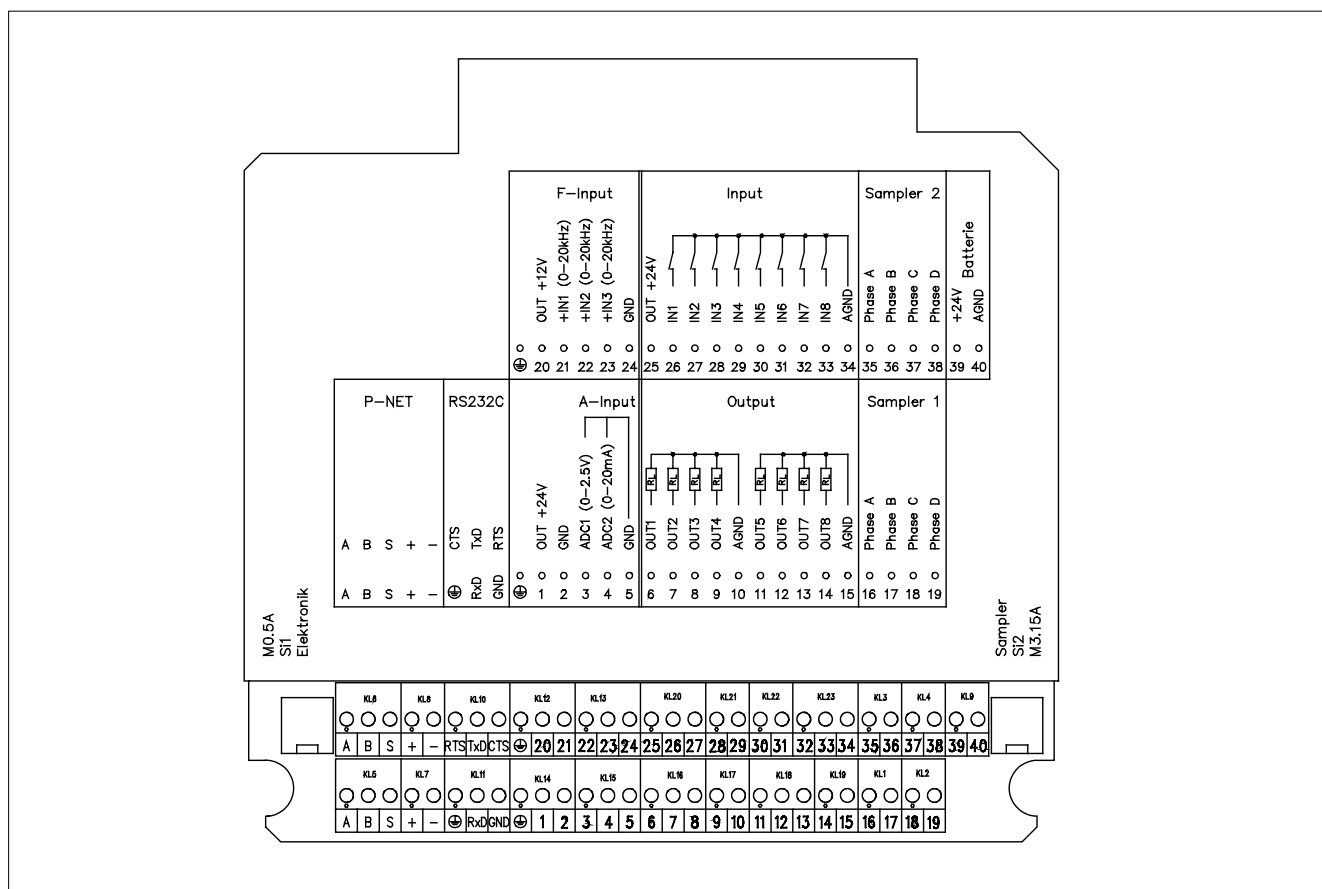 F-Input Input Sampler 2
OUT +12V
+IN1 (0-20kHz)
+IN2 (0-20kHz)
+IN3 (0-20kHz)
GND
OUT +24V
IN1
IN2
IN3
IN4
IN5
IN6
IN7
IN8
AGND
Phase A
Phase B
Phase C
Phase D
+24V
AGND
Batterie
20 21 22 23 24 25 26 27 28 29 30 31 32 33 34 35 36 37 38 39 40
P-NET RS232C A-Input Output Sampler 1
A B S + -
CTS
TxD
RTS
OUT +24V
GND
ADC1 (0-2.5V)
ADC2 (0-20mA)
GND
RL RL RL RL RL RL RL RL
OUT1
OUT2
OUT3
OUT4
AGND
OUT5
OUT6
OUT7
OUT8
AGND
Phase A
Phase B
Phase C
Phase D
A B S + -
RxD
GND
1 2 3 4 5 6 7 8 9 10 11 12 13 14 15 16 17 18 19
M0.5A
Si1
Elektronik
Sampler
Si2
M3.15A
KL6 KL8 KL10 KL12 KL13 KL20 KL21 KL22 KL23 KL3 KL4 KL9
A B S + - RTS TxD CTS 20 21 22 23 24 25 26 27 28 29 30 31 32 33 34 35 36 37 38 39 40
KL5 KL7 KL11 KL14 KL15 KL16 KL17 KL18 KL19 KL1 KL2
A B S + - RxD GND 1 2 3 4 5 6 7 8 9 10 11 12 13 14 15 16 17 18 19